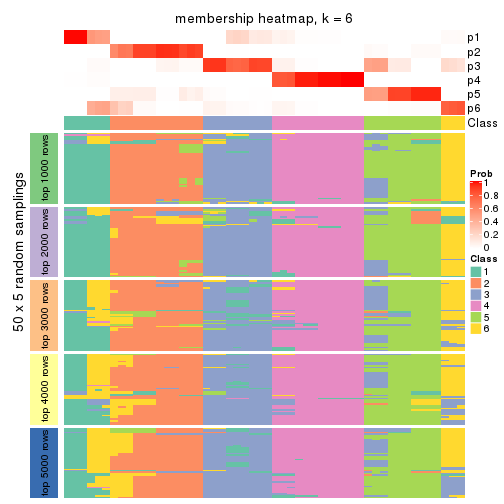 membership heatmap, k = 6
p1
p2
p3
p4
p5
p6
Class
50 x 5 random samplings
top 1000 rows
top 2000 rows
top 3000 rows
top 4000 rows
top 5000 rows
Prob
1
0.8
0.6
0.4
0.2
0
Class
1
2
3
4
5
6